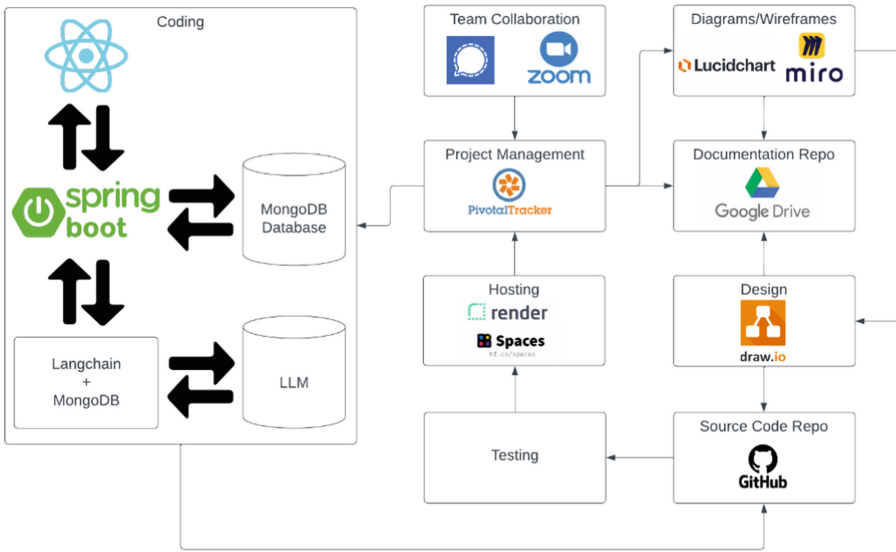 Coding
spring
boot
MongoDB
Database
Langchain
+
MongoDB
LLM
Team Collaboration
zoom
Project Management
PivotalTracker
Hosting
render
Spaces
hf.co/spaces
Testing
Diagrams/Wireframes
Lucidchart
miro
Documentation Repo
Google Drive
Design
draw.io
Source Code Repo
GitHub